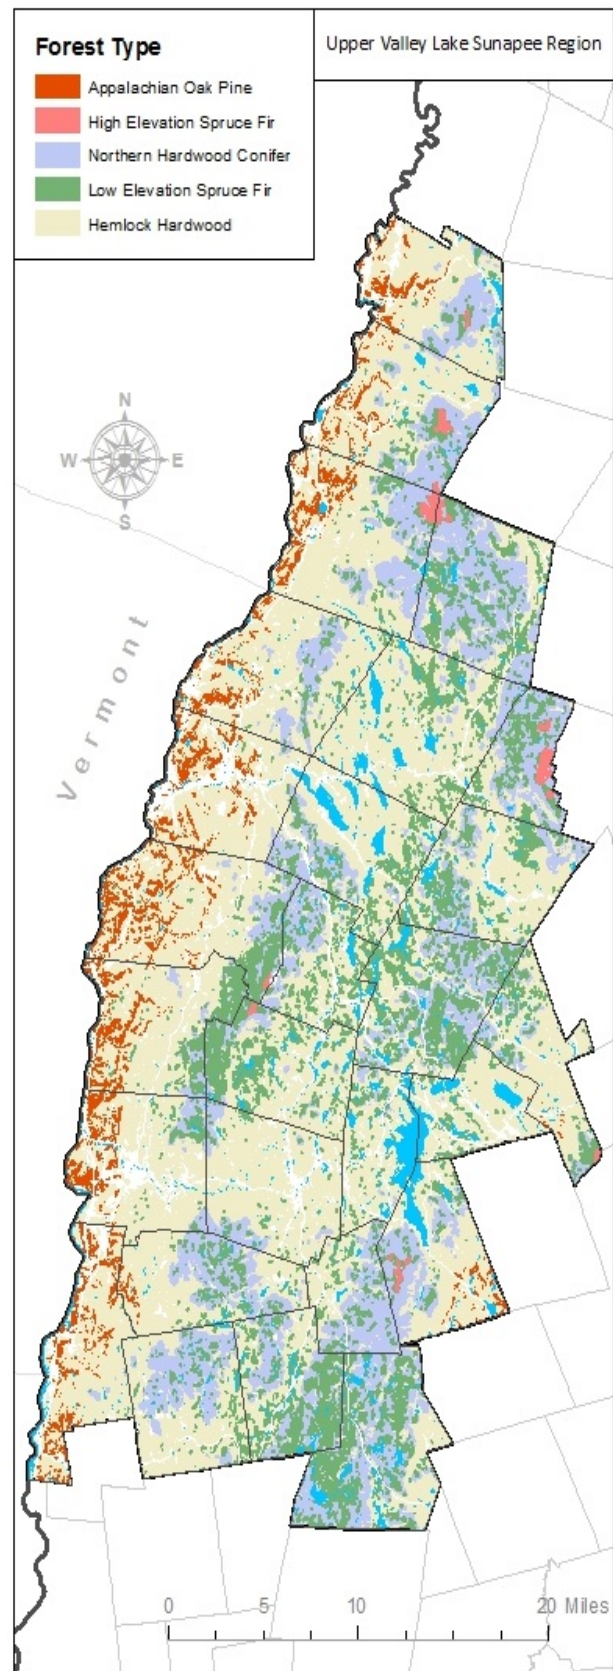 Forest Type
Upper Valley Lake Sunapee Region
Appalachian Oak Pine
High Elevation Spruce Fir
Northern Hardwood Conifer
Low Elevation Spruce Fir
Hemlock Hardwood
N
W
E
S
Vermont
0 5 10 20 Miles